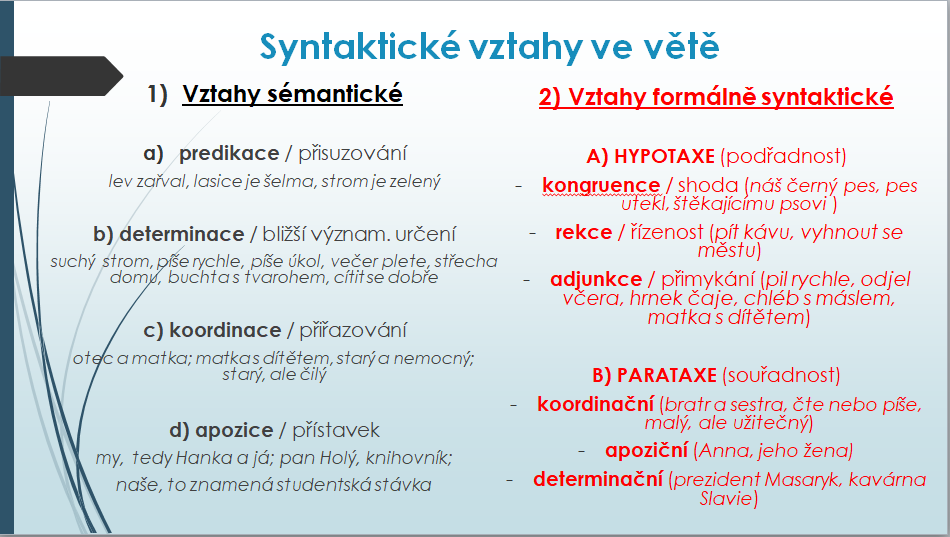 Syntaktické vztahy ve větě
1) Vztahy sémantické
a) predikace / přisuzování
lev zařval, lasice je šelma, strom je zelený
b) determinace / bližší význam. určení
suchý strom, píše rychle, píše úkol, večer plete, střecha
domu, buchta s tvarohem, cítit se dobře
c) koordinace / přiřazování
otec a matka; matka s dítětem, starý a nemocný;
starý, ale čilý
d) apozice / přístavek
my, tedy Hanka a já; pan Holý, knihovník;
naše, to znamená studentská stávka
2) Vztahy formálně syntaktické
A) HYPOTAXE (podřadnost)
- kongruence / shoda (náš černý pes, pes
utekl, štěkajícímu psovi )
- rekce / řízenost (pít kávu, vyhnout se
městu)
- adjunkce / přimykání (pil rychle, odjel
včera, hrnek čaje, chléb s máslem,
matka s dítětem)
B) PARATAXE (souřadnost)
- koordinační (bratr a sestra, čte nebo píše,
malý, ale užitečný)
- apoziční (Anna, jeho žena)
- determinační (prezident Masaryk, kavárna
Slavie)